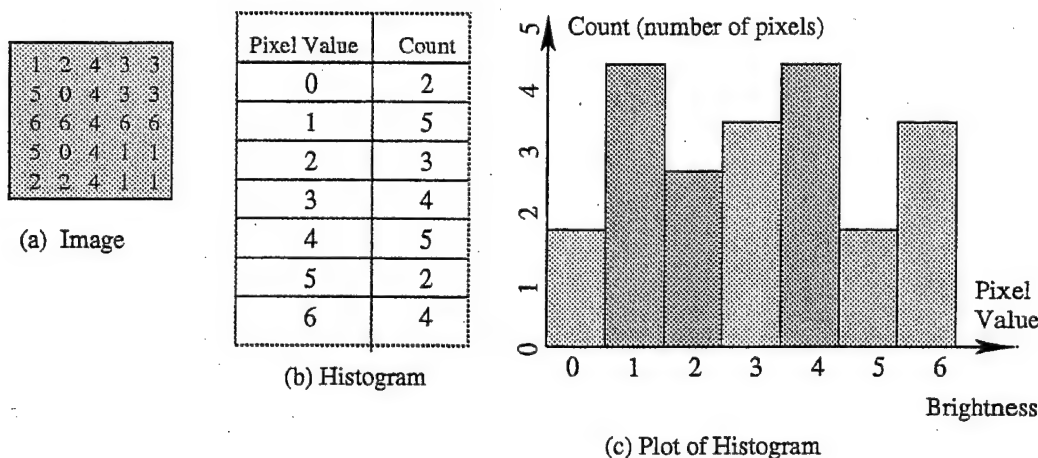 1 2 4 3 3
5 0 4 3 3
6 6 4 6 6
5 0 4 1 1
2 2 4 1 1
(a) Image
Pixel Value Count
0 2
1 5
2 3
3 4
4 5
5 2
6 4
(b) Histogram
Count (number of pixels)
5
4
3
2
1
0
0 1 2 3 4 5 6
Pixel
Value
Brightness
(c) Plot of Histogram